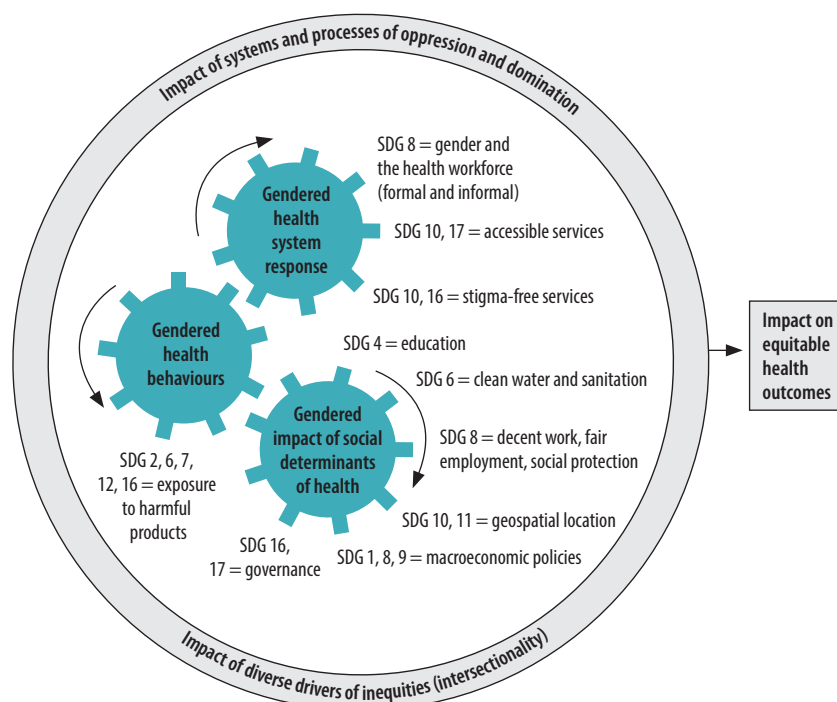 Impact of systems and processes of oppression and domination
SDG 8 = gender and
the health workforce
(formal and informal)
Gendered
health
system
response
SDG 10, 17 = accessible services
SDG 10, 16 = stigma-free services
Gendered
health
behaviours
SDG 4 = education
SDG 6 = clean water and sanitation
Gendered
impact of social
determinants
of health
SDG 8 = decent work, fair
employment, social protection
SDG 2, 6, 7,
12, 16 = exposure
to harmful
products
SDG 10, 11 = geospatial location
SDG 16,
17 = governance
SDG 1, 8, 9 = macroeconomic policies
Impact of diverse drivers of inequities (intersectionality)
Impact on
equitable
health
outcomes